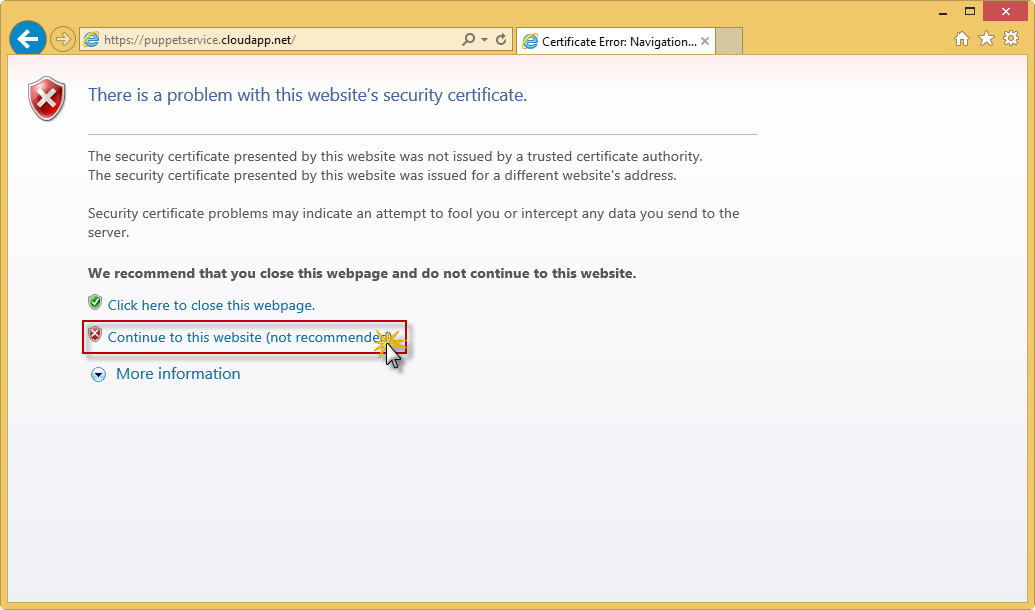 https://puppetservice.cloudapp.net/
Certificate Error: Navigation...
There is a problem with this website's security certificate.
The security certificate presented by this website was not issued by a trusted certificate authority.
The security certificate presented by this website was issued for a different website's address.
Security certificate problems may indicate an attempt to fool you or intercept any data you send to the
server.
We recommend that you close this webpage and do not continue to this website.
Click here to close this webpage.
Continue to this website (not recommended)
More information